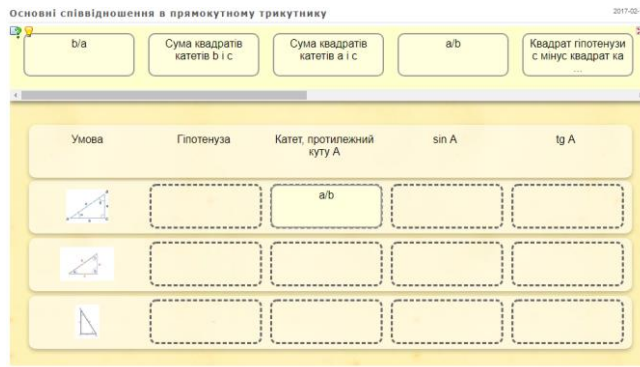 Основні співвідношення в прямокутному трикутнику
2017-02-
b/a
Сума квадратів
катетів b і c
Сума квадратів
катетів a і c
a/b
Квадрат гіпотенузи
c мінус квадрат ка
...
Умова
Гіпотенуза
Катет, протилежний
куту A
sin A
tg A
a/b